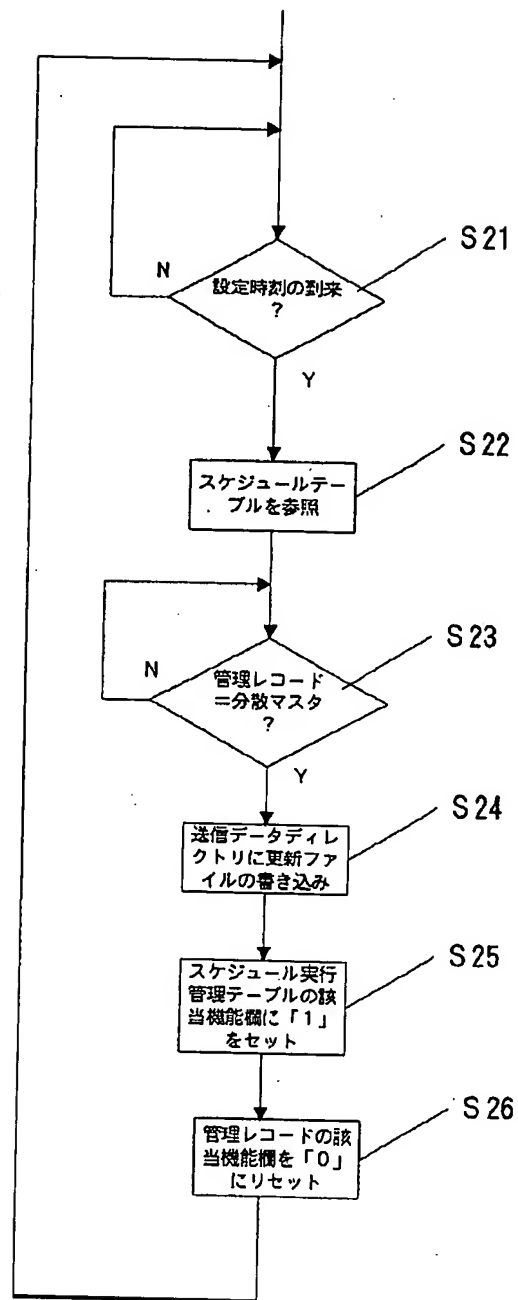 S21
N
設定時刻の到来
?
Y
S22
スケジュールテー
ブルを参照
S23
N
管理レコード
=分散マスタ
?
Y
S24
送信データディレ
クトリに更新ファ
イルの書き込み
S25
スケジュール実行
管理テーブルの該
当機能欄に「1」
をセット
S26
管理レコードの該
当機能欄を「0」
にリセット